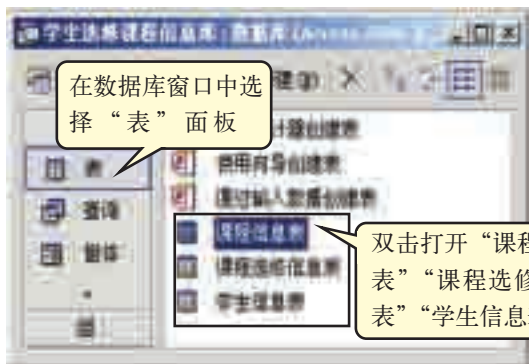 学生选修课程信息库：数据库
在数据库窗口中选
择“表”面板
建(N)
计器创建表
使用向导创建表
通过输入数据创建表
表
查询
窗体
课程信息表
课程选修信息表
学生信息表
双击打开“课程
表”“课程选修
表”“学生信息